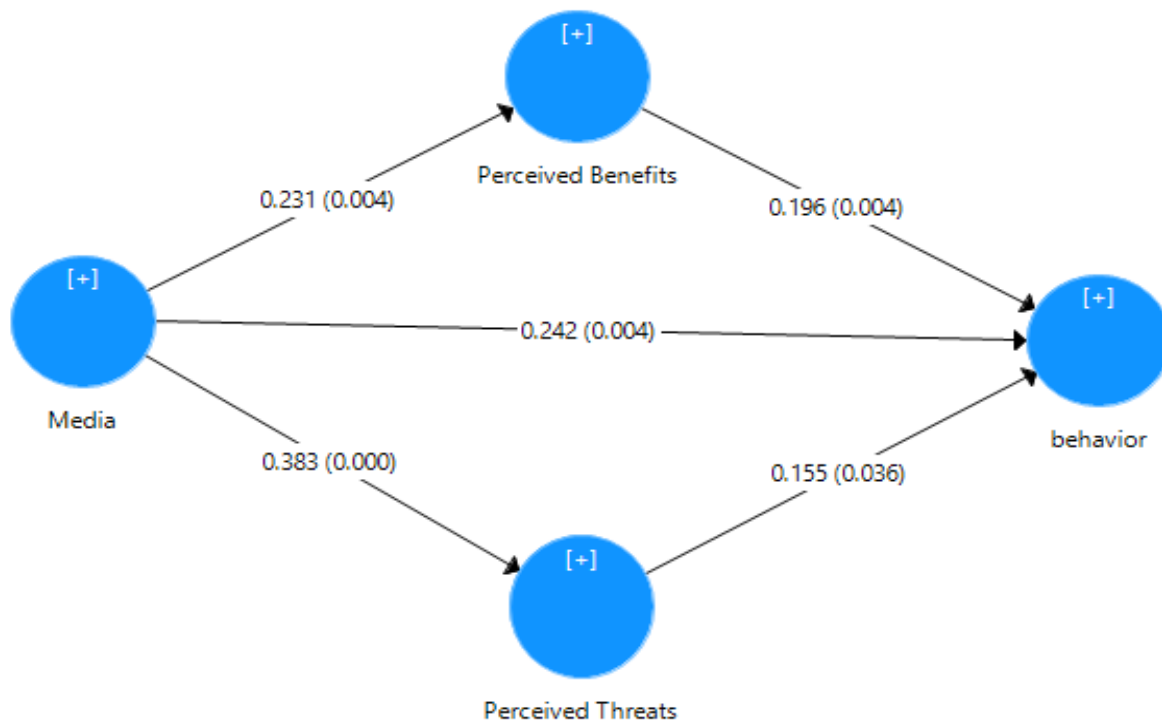 [+]
Perceived Benefits
0.231 (0.004)
0.196 (0.004)
[+]
Media
0.242 (0.004)
[+]
behavior
0.383 (0.000)
0.155 (0.036)
[+]
Perceived Threats